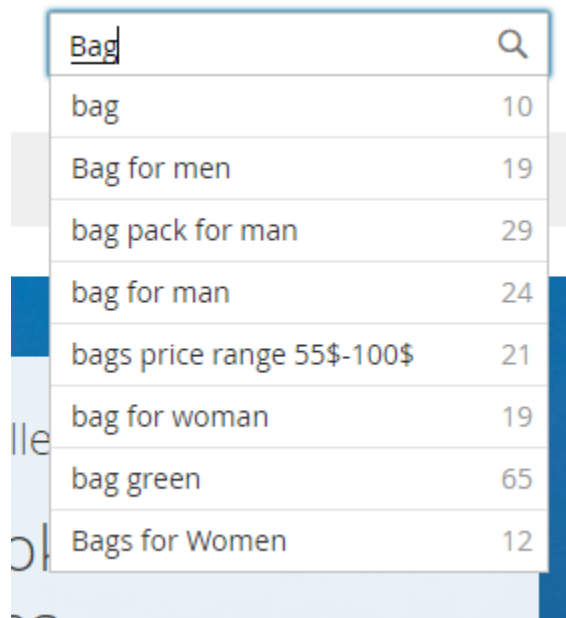 Bag
bag 10
Bag for men 19
bag pack for man 29
bag for man 24
bags price range 55$-100$ 21
bag for woman 19
lle
bag green 65
Bags for Women 12